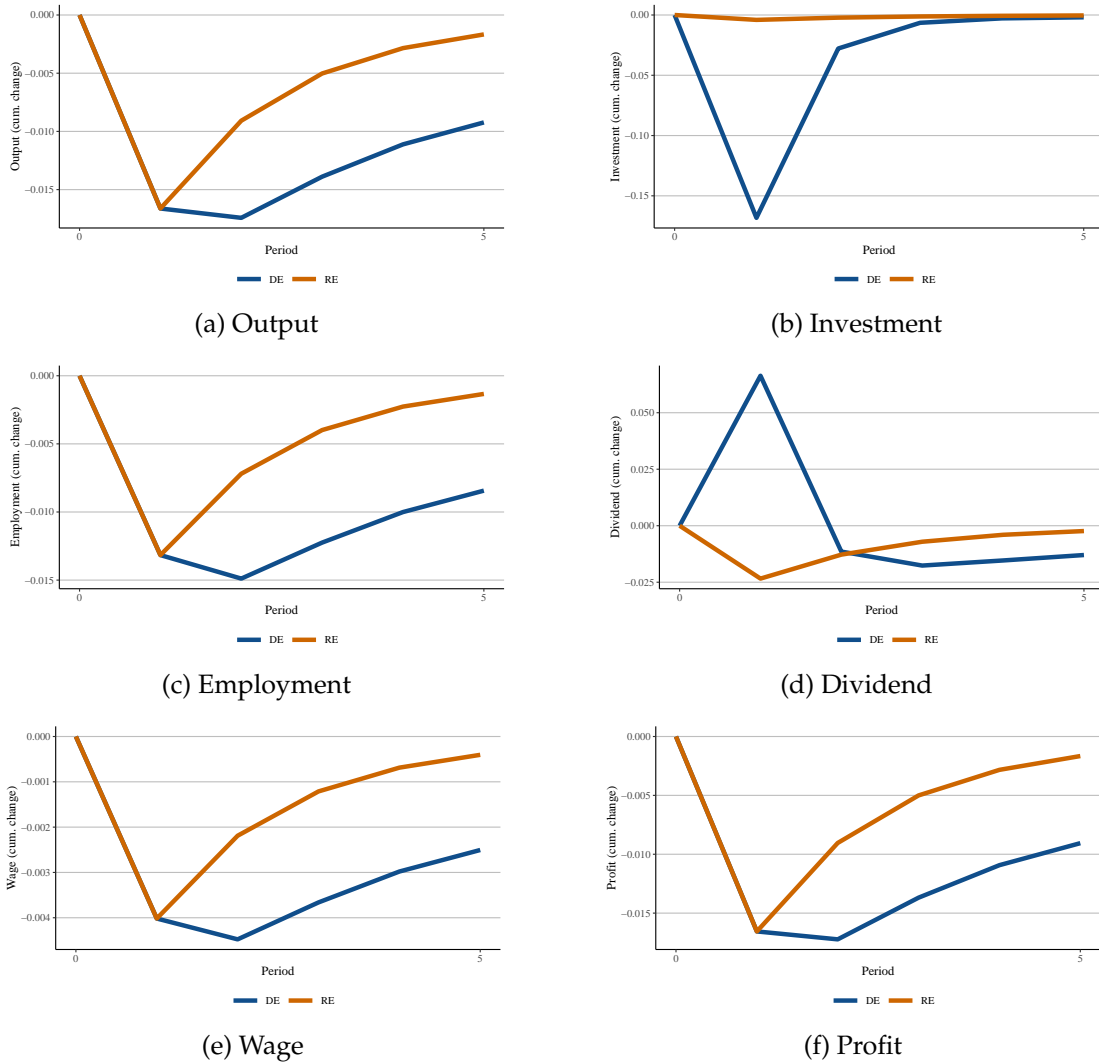 0.000
−0.005
−0.010
−0.015
Output (cum. change)
0
5
Period
DE
RE
(a) Output
0.00
−0.05
−0.10
−0.15
Investment (cum. change)
0
5
Period
DE
RE
(b) Investment
0.000
−0.005
−0.010
−0.015
Employment (cum. change)
0
5
Period
DE
RE
(c) Employment
0.050
0.025
0.000
−0.025
Dividend (cum. change)
0
5
Period
DE
RE
(d) Dividend
0.000
−0.001
−0.002
−0.003
−0.004
Wage (cum. change)
0
5
Period
DE
RE
(e) Wage
0.000
−0.005
−0.010
−0.015
Profit (cum. change)
0
5
Period
DE
RE
(f) Profit